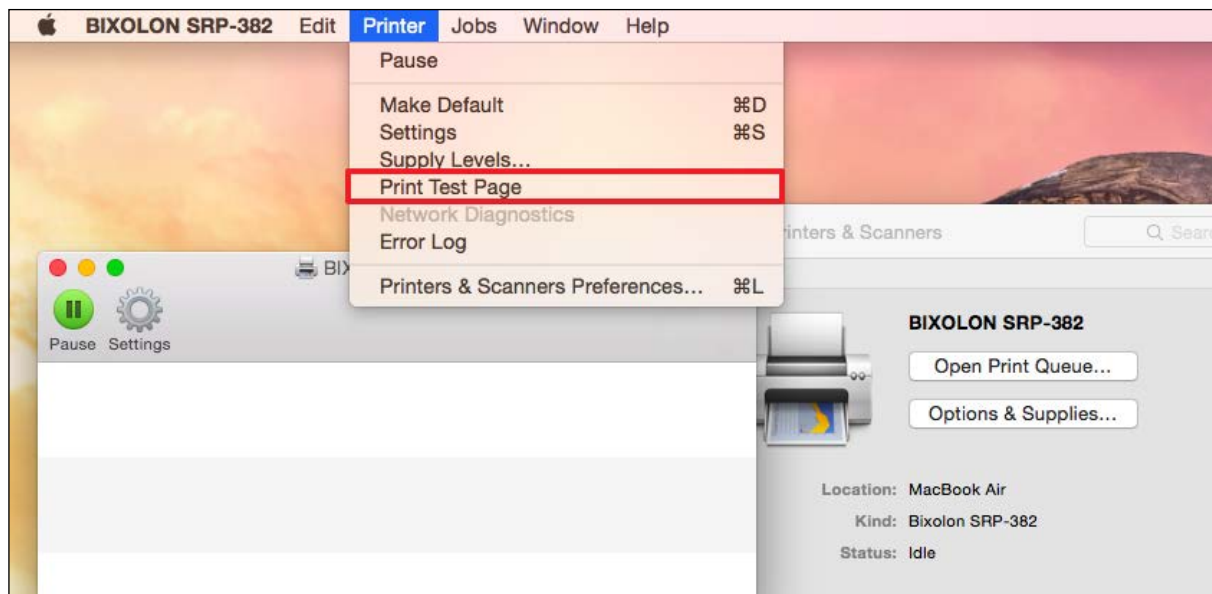 BIXOLON SRP-382 Edit Printer Jobs Window Help
Pause
Make Default ⌘D
Settings ⌘S
Supply Levels...
Print Test Page
Network Diagnostics
Error Log
Printers & Scanners Preferences... ⌘L
Pause Settings
Scanners
BIXOLON SRP-382
Open Print Queue...
Options & Supplies...
Location: MacBook Air
Kind: Bixolon SRP-382
Status: Idle